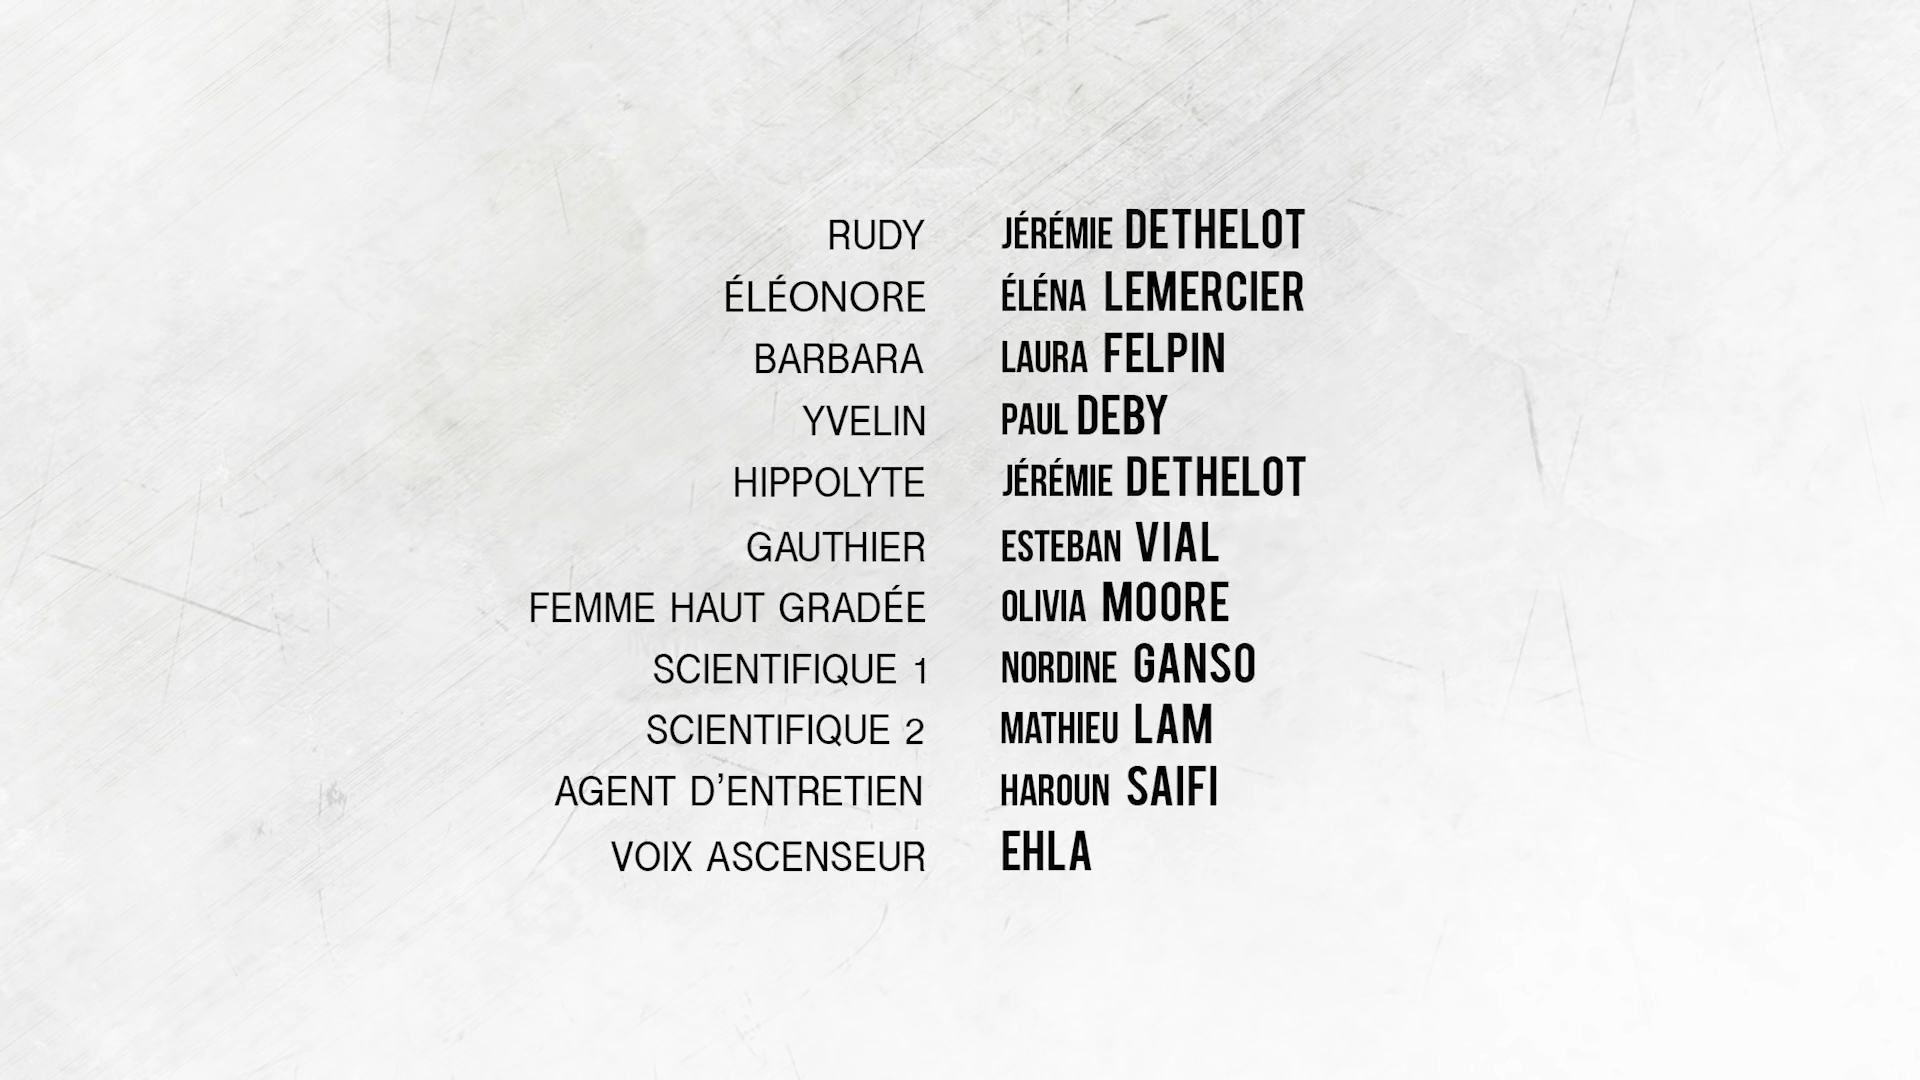 RUDY JÉRÉMIE DETHELOT
ÉLÉONORE ÉLÉNA LEMERCIER
BARBARA LAURA FELPIN
YVELIN PAUL DEBY
HIPPOLYTE JÉRÉMIE DETHELOT
GAUTHIER ESTEBAN VIAL
FEMME HAUT GRADÉE OLIVIA MOORE
SCIENTIFIQUE 1 NORDINE GANSO
SCIENTIFIQUE 2 MATHIEU LAM
AGENT D’ENTRETIEN HAROUN SAIFI
VOIX ASCENSEUR EHLA